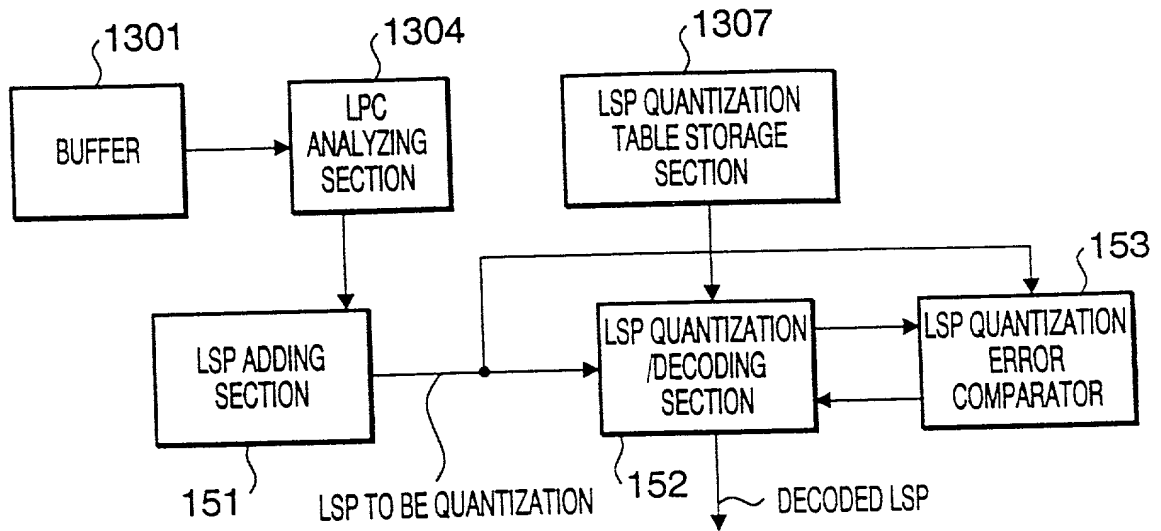 1301
1304
1307
BUFFER
LPC
ANALYZING
SECTION
LSP QUANTIZATION
TABLE STORAGE
SECTION
153
LSP ADDING
SECTION
LSP QUANTIZATION
/DECODING
SECTION
LSP QUANTIZATION
ERROR
COMPARATOR
151
LSP TO BE QUANTIZATION
152
DECODED LSP